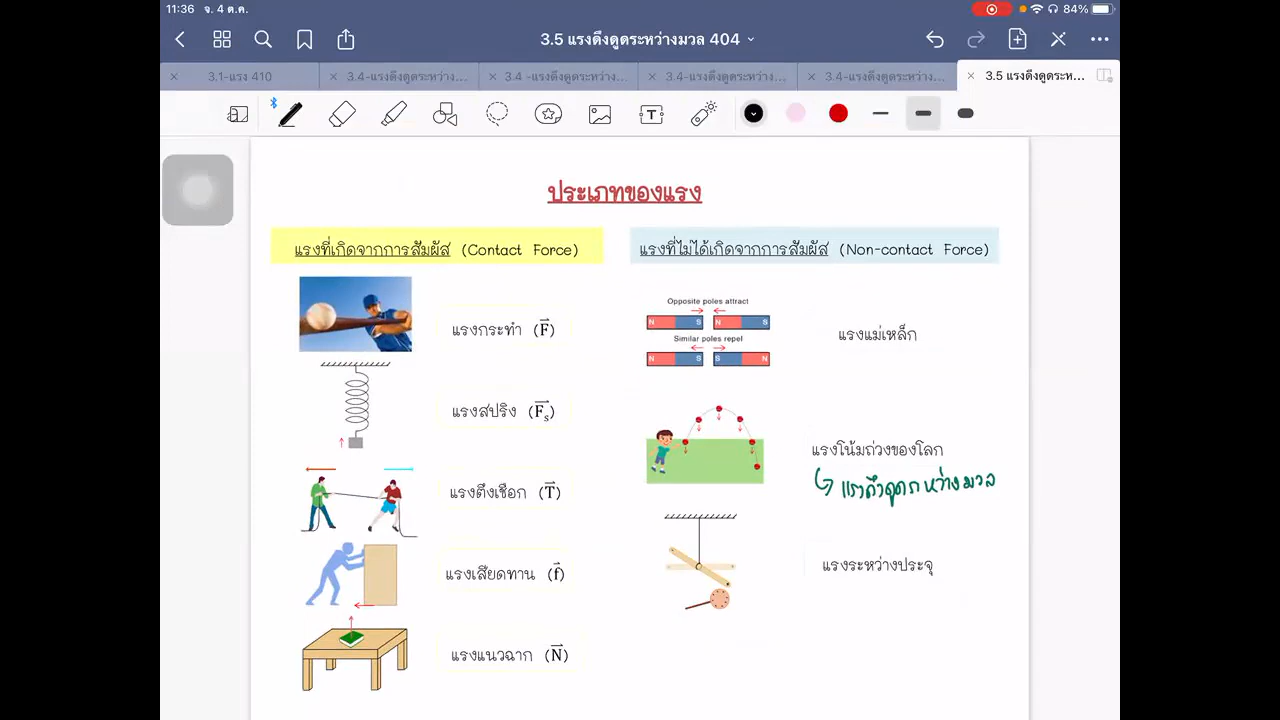 11:36 จ. 4 ต.ค.
84%
3.5 แรงดึงดูดระหว่างมวล 404
3.1-แรง 410
3.4-แรงดึงดูดระหว่าง...
3.4 -แรงดึงดูดระหว่าง...
3.4-แรงดึงดูดระหว่าง...
3.4-แรงดึงดูดระหว่าง...
3.5 แรงดึงดูดระห...
ประเภทของแรง
แรงที่เกิดจากการสัมผัส (Contact Force)
แรงกระทำ (F⃗)
แรงสปริง (F⃗s)
แรงตึงเชือก (T⃗)
แรงเสียดทาน (f⃗)
แรงแนวฉาก (N⃗)
แรงที่ไม่ได้เกิดจากการสัมผัส (Non-contact Force)
Opposite poles attract
N S N S
Similar poles repel
N S S N
แรงแม่เหล็ก
แรงโน้มถ่วงของโลก
แรงดึงดูดระหว่างมวล
แรงระหว่างประจุ